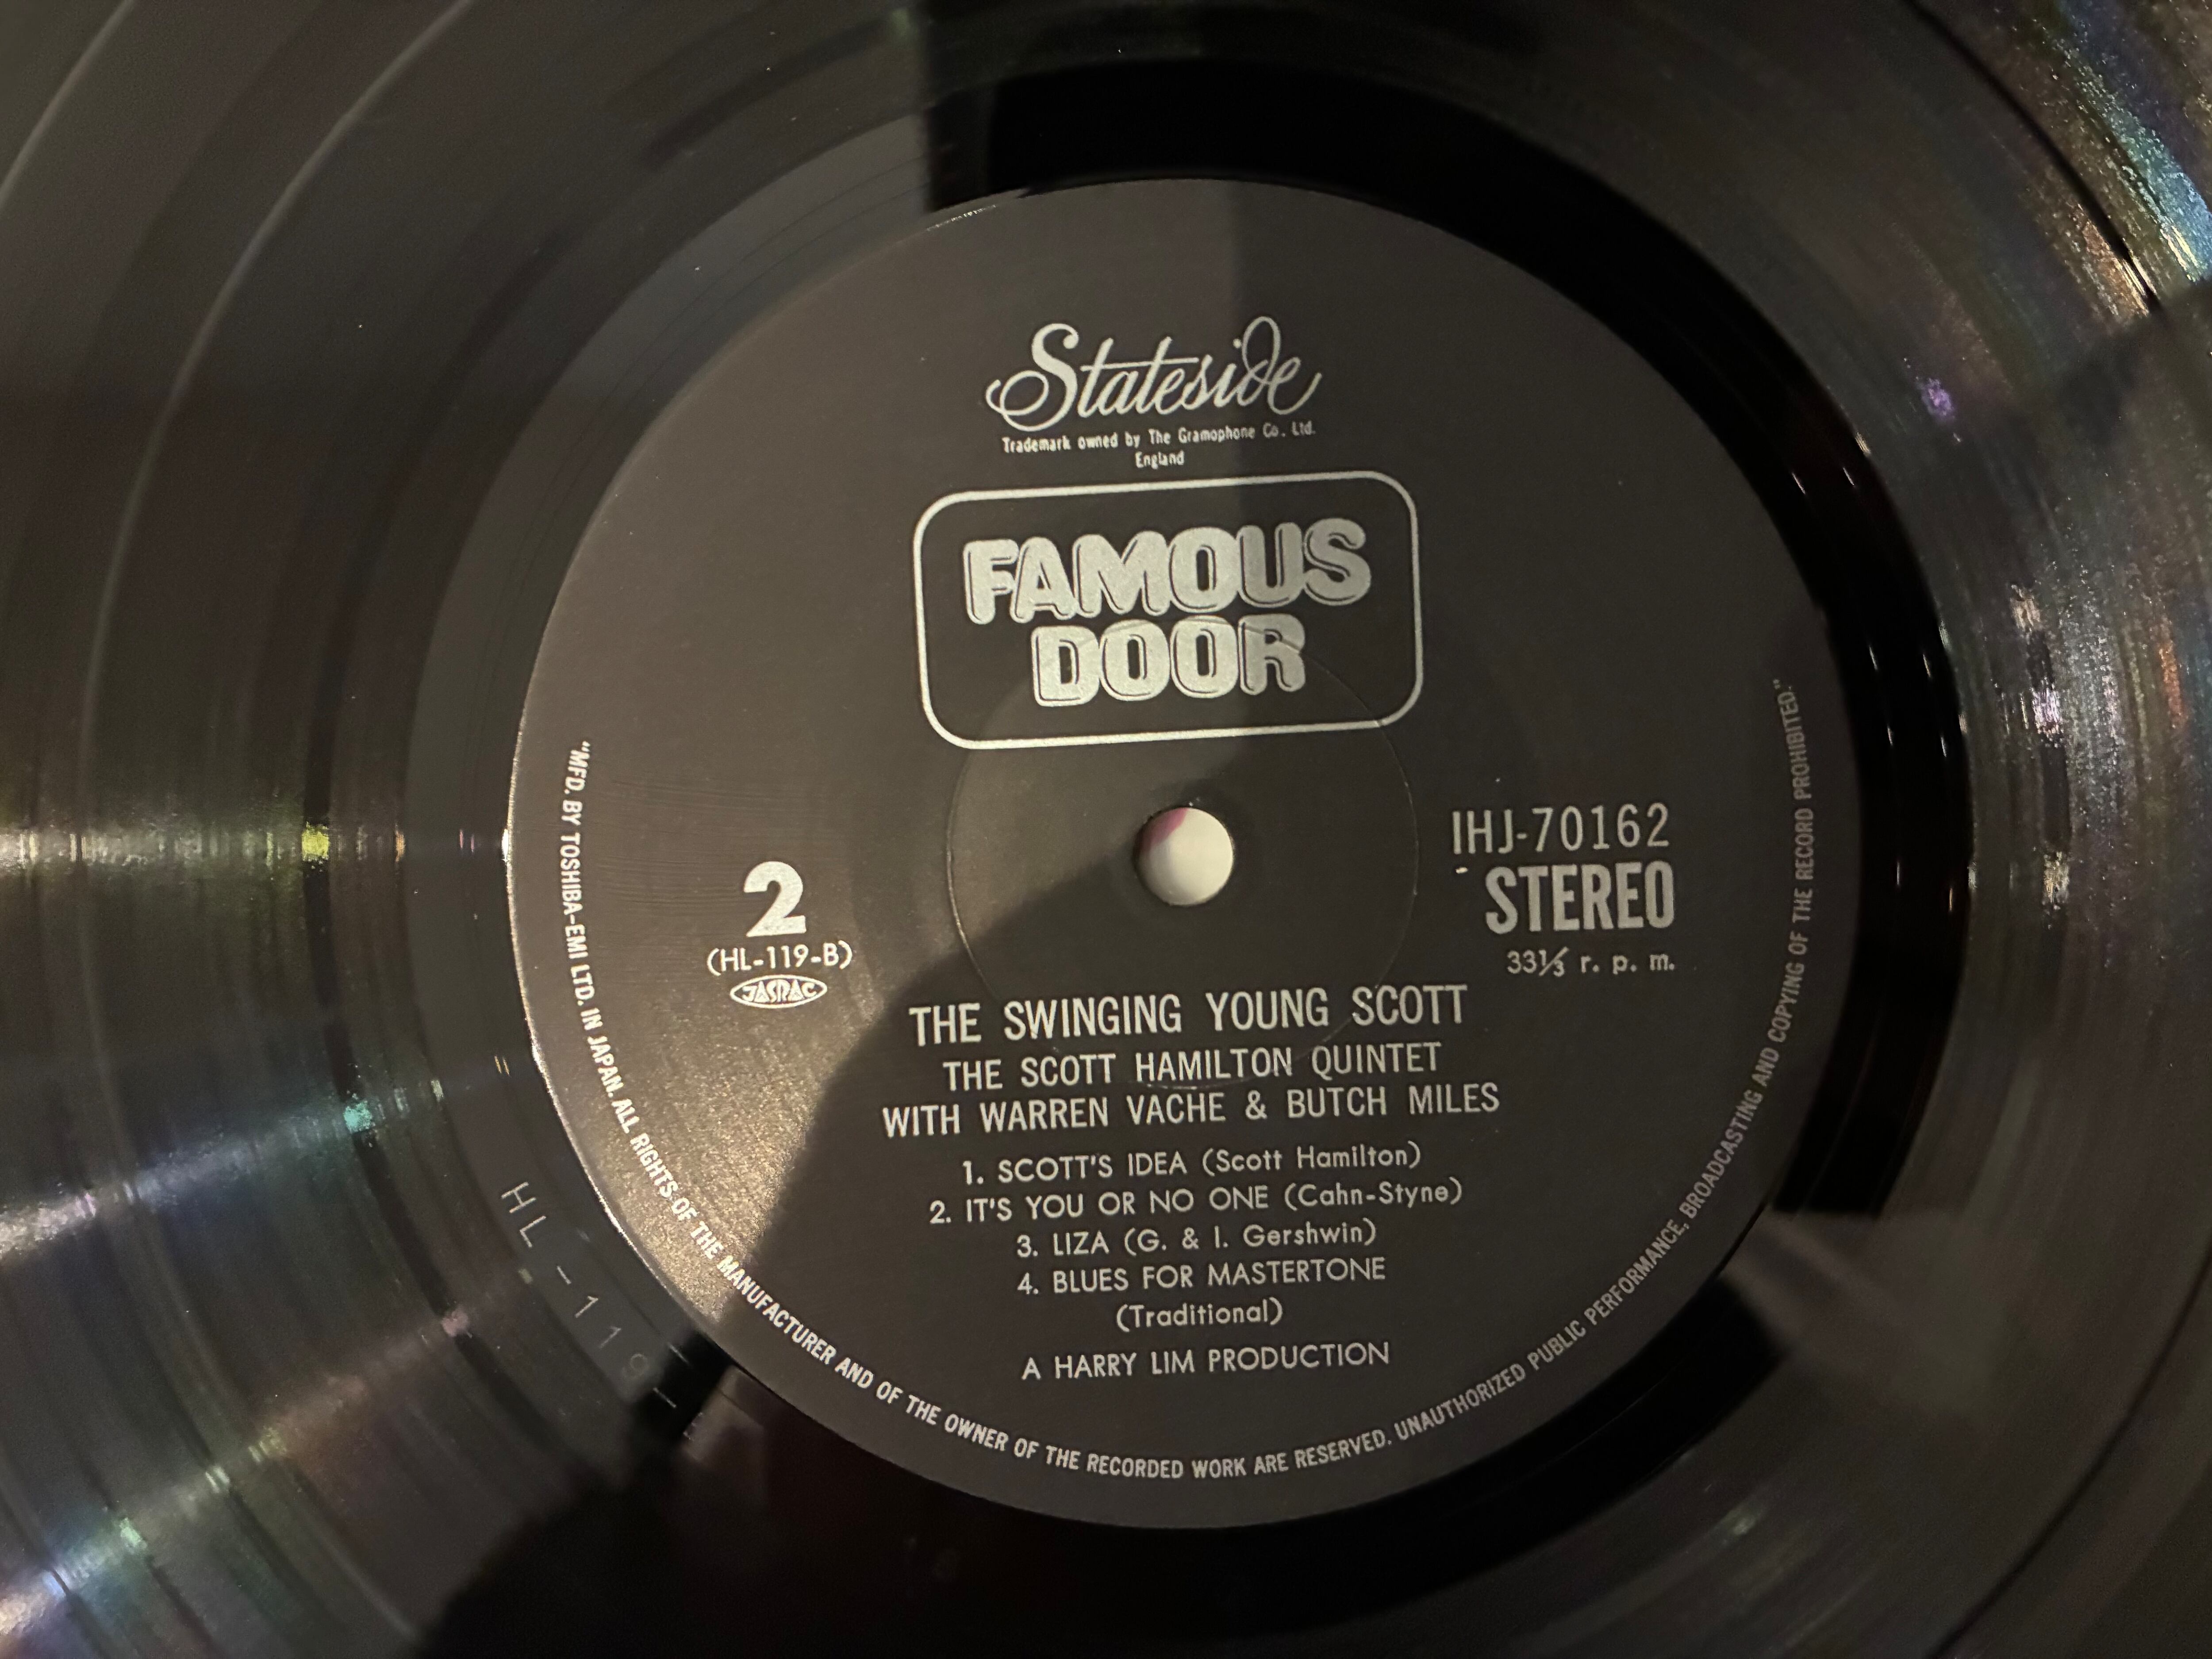 Stateside
Trademark owned by The Gramophone Co. Ltd.
England
FAMOUS
DOOR
IHJ-70162
STEREO
33⅓ r. p. m.
2
(HL-119-B)
JASRAC
THE SWINGING YOUNG SCOTT
THE SCOTT HAMILTON QUINTET
WITH WARREN VACHE & BUTCH MILES
1. SCOTT'S IDEA (Scott Hamilton)
2. IT'S YOU OR NO ONE (Cahn-Styne)
3. LIZA (G. & I. Gershwin)
4. BLUES FOR MASTERTONE
(Traditional)
A HARRY LIM PRODUCTION
"MFD. BY TOSHIBA-EMI LTD. IN JAPAN. ALL RIGHTS OF THE MANUFACTURER AND OF THE OWNER OF THE RECORDED WORK ARE RESERVED. UNAUTHORIZED PUBLIC PERFORMANCE, BROADCASTING AND COPYING OF THE RECORD PROHIBITED."
HL-119-